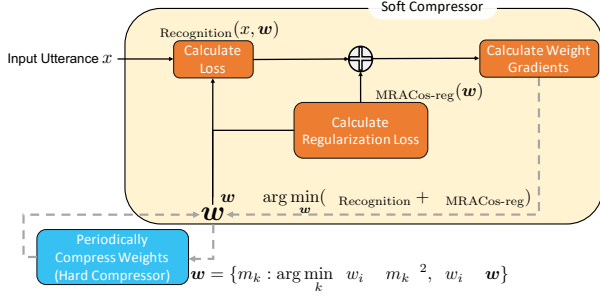 Soft Compressor
Recognition(x, w)
Input Utterance x
Calculate
Loss
Calculate Weight
Gradients
MRACos-reg(w)
Calculate
Regularization Loss
w
w arg min ( Recognition + MRACos-reg)
w
Periodically
Compress Weights
(Hard Compressor)
w = {m_k : arg min w_i m_k ^2, w_i w}
k